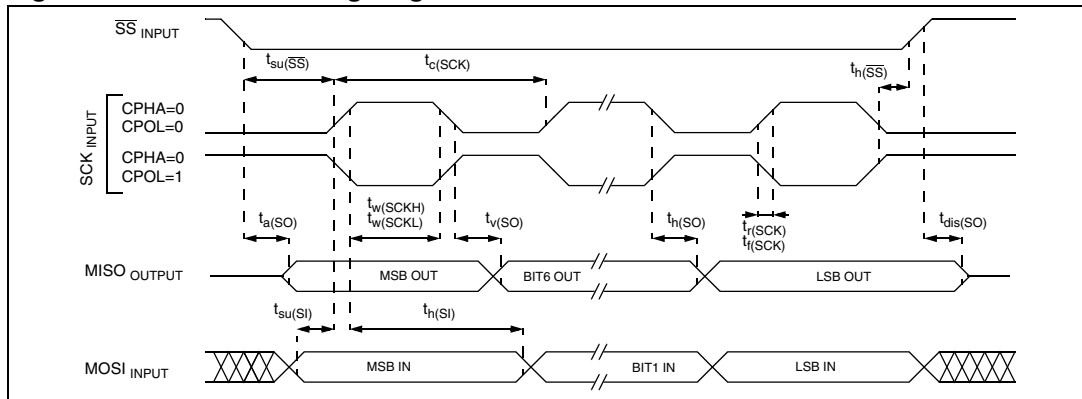 SS INPUT
tsu(SS)
tc(SCK)
th(SS)
SCK INPUT
CPHA=0
CPOL=0
CPHA=0
CPOL=1
ta(SO)
tw(SCKH)
tw(SCKL)
tv(SO)
th(SO)
tr(SCK)
tf(SCK)
tdis(SO)
MISO OUTPUT
MSB OUT
BIT6 OUT
LSB OUT
tsu(SI)
th(SI)
MOSI INPUT
MSB IN
BIT1 IN
LSB IN